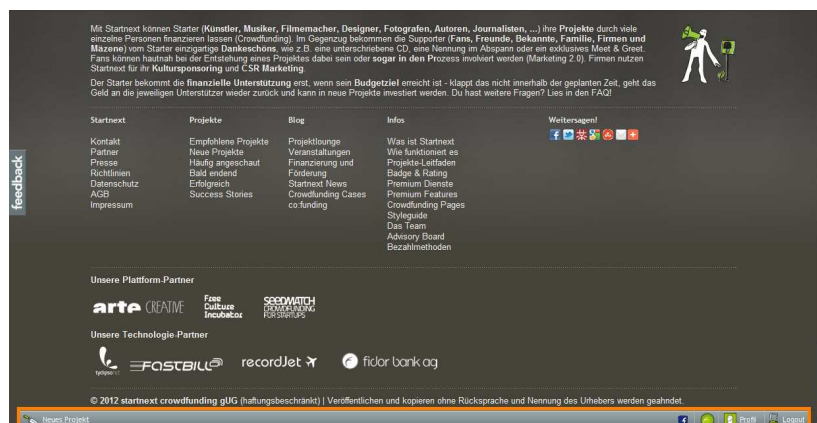 Mit Startnext können Starter (Künstler, Musiker, Filmemacher, Designer, Fotografen, Autoren, Journalisten, ...) ihre Projekte durch viele
einzelne Personen finanzieren lassen (Crowdfunding). Im Gegenzug bekommen die Supporter (Fans, Freunde, Bekannte, Familie, Firmen und
Mäzene) vom Starter einzigartige Dankeschöns, wie z.B. eine unterschriebene CD, eine Nennung im Abspann oder ein exklusives Meet & Greet.
Fans können hautnah bei der Entstehung eines Projektes dabei sein oder sogar in den Prozess involviert werden (Marketing 2.0). Firmen nutzen
Startnext für ihr Kultursponsoring und CSR Marketing.
Der Starter bekommt die finanzielle Unterstützung erst, wenn sein Budgetziel erreicht ist - klappt das nicht innerhalb der geplanten Zeit, geht das
Geld an die jeweiligen Unterstützer wieder zurück und kann in neue Projekte investiert werden. Du hast weitere Fragen? Lies in den FAQ!
feedback
Startnext
Kontakt
Partner
Presse
Richtlinien
Datenschutz
AGB
Impressum
Projekte
Empfohlene Projekte
Neue Projekte
Häufig angeschaut
Bald endend
Erfolgreich
Success Stories
Blog
Projektlounge
Veranstaltungen
Finanzierung und
Förderung
Startnext News
Crowdfunding Cases
co:funding
Infos
Was ist Startnext
Wie funktioniert es
Projekte-Leitfaden
Badge & Rating
Premium Dienste
Premium Features
Crowdfunding Pages
Styleguide
Das Team
Advisory Board
Bezahlmethoden
Weitersagen!
Unsere Plattform-Partner
arte CREATIVE
Free
Culture
Incubator
SEEDMATCH
CROWDFUNDING
FÜR STARTUPS
Unsere Technologie-Partner
tyclipso.net
FASTBILL
recordJet
fidor bank ag
© 2012 startnext crowdfunding gUG (haftungsbeschränkt) | Veröffentlichen und kopieren ohne Rücksprache und Nennung des Urhebers werden geahndet.
Neues Projekt
Profil
Logout